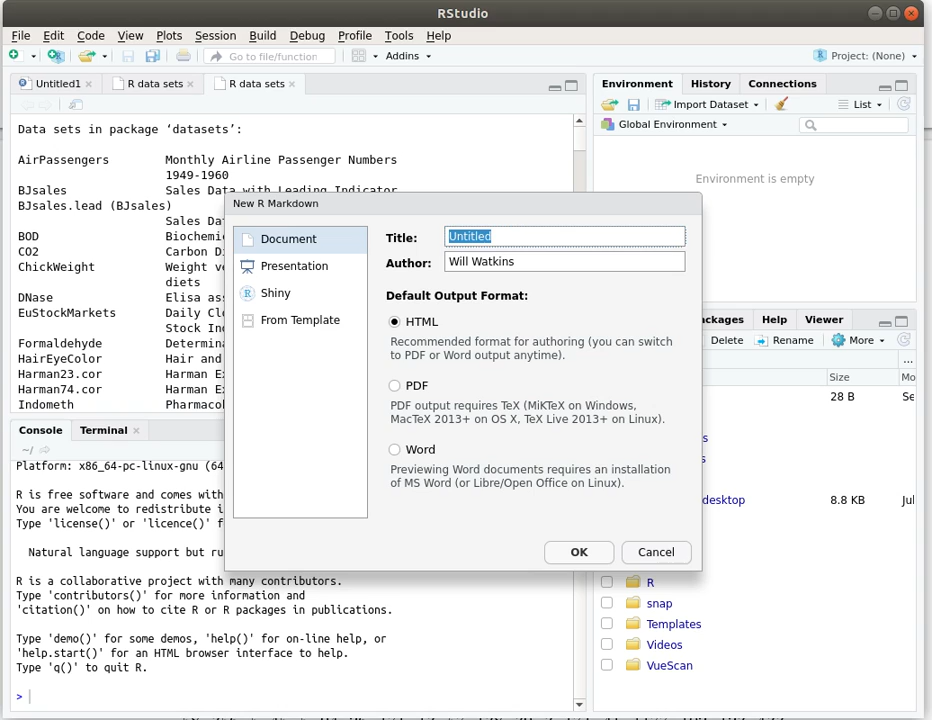 RStudio
File Edit Code View Plots Session Build Debug Profile Tools Help
Go to file/function Addins Project: (None)
Untitled1 R data sets R data sets
Data sets in package ‘datasets’:
AirPassengers Monthly Airline Passenger Numbers
1949-1960
BJsales Sales Data with Leading Indicator
BJsales.lead (BJsales)
Sales Da
BOD Biochemi
CO2 Carbon Di
ChickWeight Weight ve
diets
DNase Elisa ass
EuStockMarkets Daily Clo
Stock Ind
Formaldehyde Determina
HairEyeColor Hair and
Harman23.cor Harman Ex
Harman74.cor Harman Ex
Indometh Pharmacok
Console Terminal
~/
Platform: x86_64-pc-linux-gnu (64
R is free software and comes with
You are welcome to redistribute i
Type 'license()' or 'licence()' f
Natural language support but ru
R is a collaborative project with many contributors.
Type 'contributors()' for more information and
'citation()' on how to cite R or R packages in publications.
Type 'demo()' for some demos, 'help()' for on-line help, or
'help.start()' for an HTML browser interface to help.
Type 'q()' to quit R.
>
New R Markdown
Document
Presentation
Shiny
From Template
Title: Untitled
Author: Will Watkins
Default Output Format:
HTML
Recommended format for authoring (you can switch
to PDF or Word output anytime).
PDF
PDF output requires TeX (MiKTeX on Windows,
MacTeX 2013+ on OS X, TeX Live 2013+ on Linux).
Word
Previewing Word documents requires an installation
of MS Word (or Libre/Open Office on Linux).
OK Cancel
Environment History Connections
Import Dataset List
Global Environment
Environment is empty
ckages Help Viewer
Delete Rename More
...
Size Mo
28 B Se
s
s
desktop 8.8 KB Jul
R
snap
Templates
Videos
VueScan